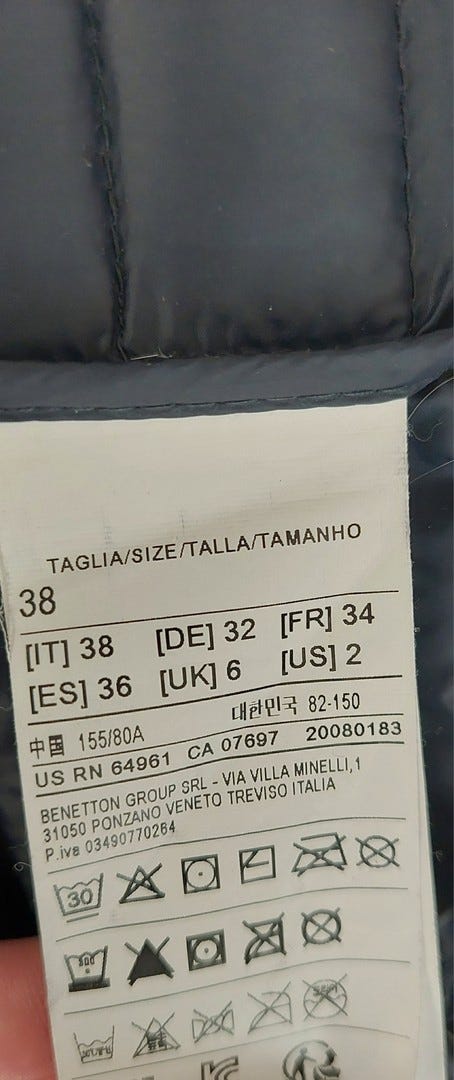 TAGLIA/SIZE/TALLA/TAMANHO
38
[IT] 38 [DE] 32 [FR] 34
[ES] 36 [UK] 6 [US] 2
中国 155/80A 대한민국 82-150
US RN 64961 CA 07697 20080183
BENETTON GROUP SRL - VIA VILLA MINELLI,1
31050 PONZANO VENETO TREVISO ITALIA
P.iva 03490770264
30